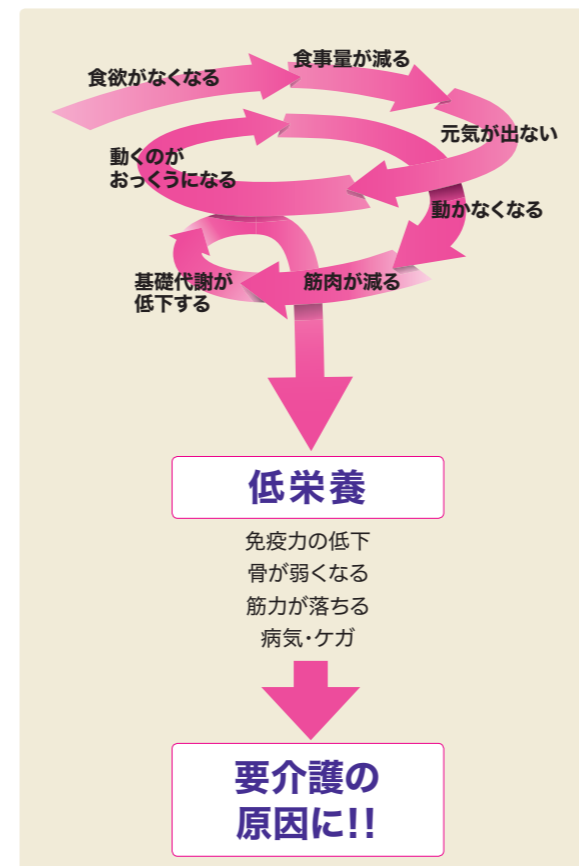 食欲がなくなる
食事量が減る
元気が出ない
動くのが
おっくうになる
動かなくなる
筋肉が減る
基礎代謝が
低下する
低栄養
免疫力の低下
骨が弱くなる
筋力が落ちる
病気・ケガ
要介護の
原因に!!